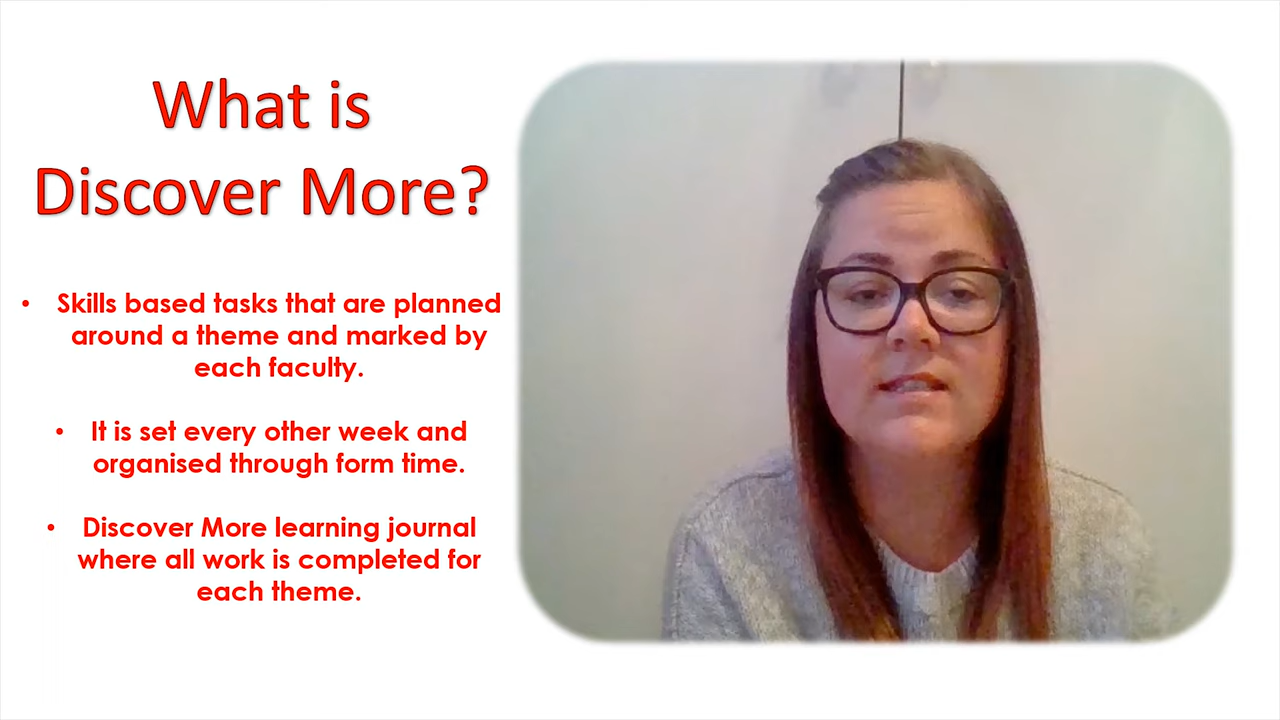 What is
Discover More?
• Skills based tasks that are planned
around a theme and marked by
each faculty.
• It is set every other week and
organised through form time.
• Discover More learning journal
where all work is completed for
each theme.